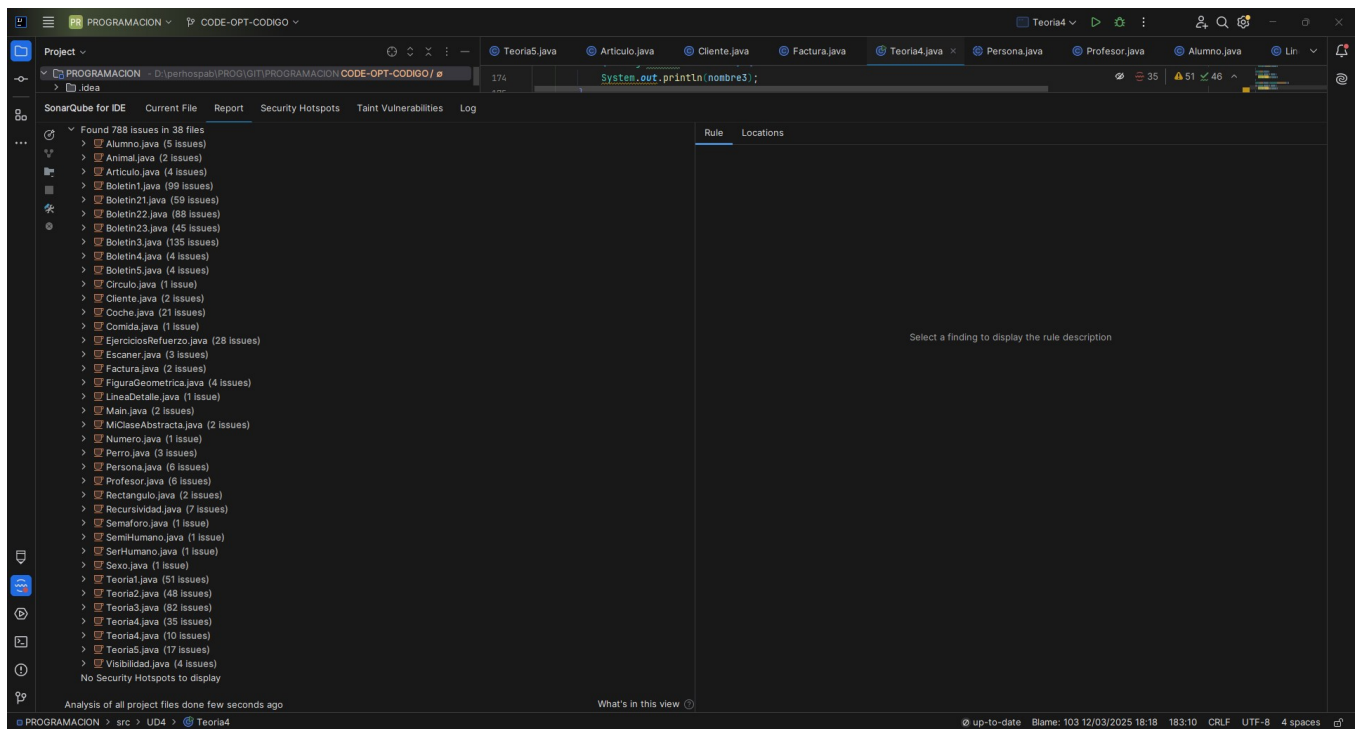 PR PROGRAMACION CODE-OPT-CODIGO Teoria4
Project Teoria5.java Articulo.java Cliente.java Factura.java Teoria4.java Persona.java Profesor.java Alumno.java Lin
PROGRAMACION - D:\perhospab\PROG\GIT\PROGRAMACION CODE-OPT-CODIGO / ø
174 System.out.println(nombre3); 35 51 46
.idea
SonarQube for IDE Current File Report Security Hotspots Taint Vulnerabilities Log
Found 788 issues in 38 files
Rule Locations
Alumno.java (5 issues)
Animal.java (2 issues)
Articulo.java (4 issues)
Boletin1.java (99 issues)
Boletin21.java (59 issues)
Boletin22.java (88 issues)
Boletin23.java (45 issues)
Boletin3.java (135 issues)
Boletin4.java (4 issues)
Boletin5.java (4 issues)
Circulo.java (1 issue)
Cliente.java (2 issues)
Coche.java (21 issues)
Comida.java (1 issue)
EjerciciosRefuerzo.java (28 issues)
Escaner.java (3 issues)
Factura.java (2 issues)
FiguraGeometrica.java (4 issues)
LineaDetalle.java (1 issue)
Main.java (2 issues)
MiClaseAbstracta.java (2 issues)
Numero.java (1 issue)
Perro.java (3 issues)
Persona.java (6 issues)
Profesor.java (6 issues)
Rectangulo.java (2 issues)
Recursividad.java (7 issues)
Semaforo.java (1 issue)
SemiHumano.java (1 issue)
SerHumano.java (1 issue)
Sexo.java (1 issue)
Teoria1.java (51 issues)
Teoria2.java (48 issues)
Teoria3.java (82 issues)
Teoria4.java (35 issues)
Teoria4.java (10 issues)
Teoria5.java (17 issues)
Visibilidad.java (4 issues)
No Security Hotspots to display
Select a finding to display the rule description
Analysis of all project files done few seconds ago What's in this view
PROGRAMACION > src > UD4 > Teoria4 up-to-date Blame: 103 12/03/2025 18:18 183:10 CRLF UTF-8 4 spaces